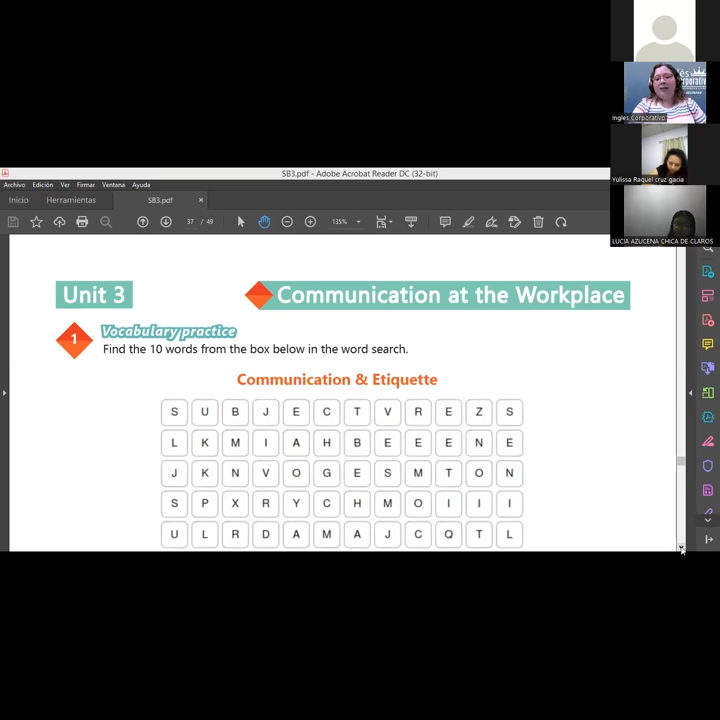 Ingles Corporativo
Yulissa Raquel cruz gacia
LUCIA AZUCENA CHICA DE CLAROS
SB3.pdf - Adobe Acrobat Reader DC (32-bit)
Archivo Edición Ver Firmar Ventana Ayuda
Inicio Herramientas SB3.pdf ×
37 / 49 135%
Unit 3 Communication at the Workplace
1 Vocabulary practice
Find the 10 words from the box below in the word search.
Communication & Etiquette
S U B J E C T V R E Z S
L K M I A H B E E E N E
J K N V O G E S M T O N
S P X R Y C H M O I I I
U L R D A M A J C Q T L